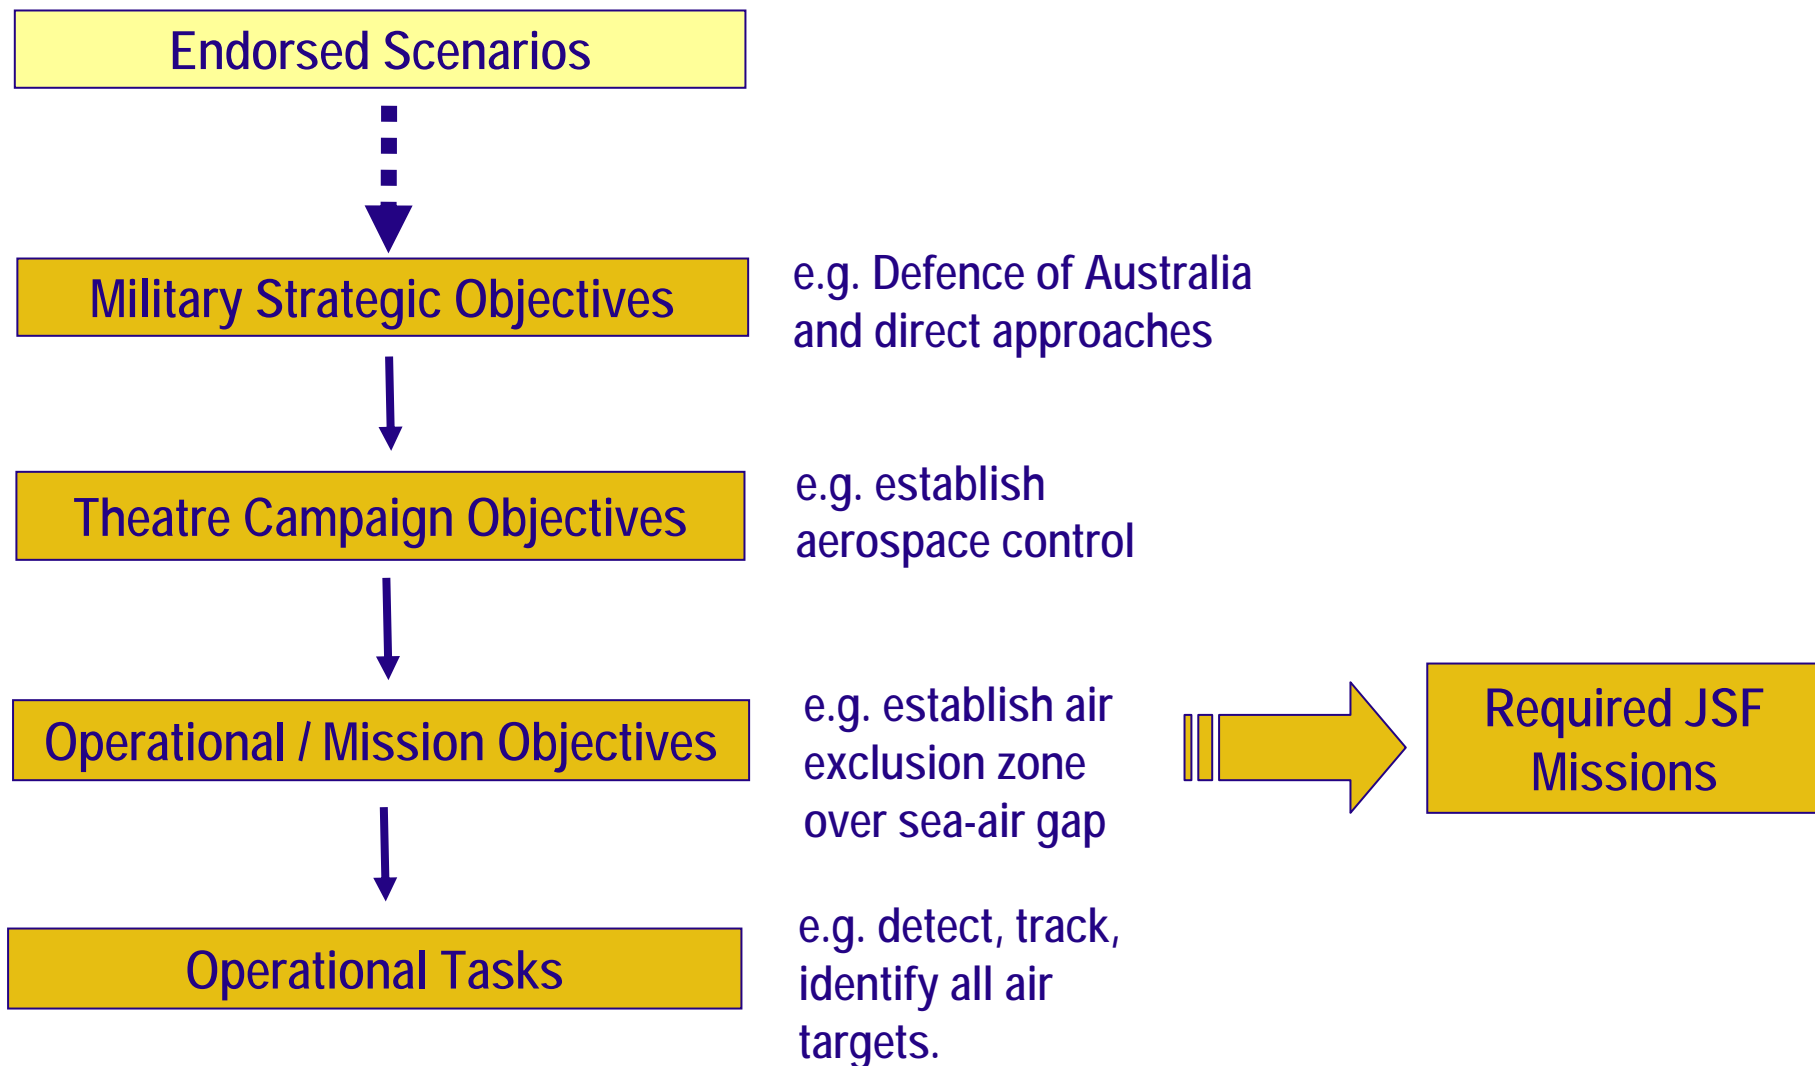 Endorsed Scenarios
Military Strategic Objectives
e.g. Defence of Australia
and direct approaches
Theatre Campaign Objectives
e.g. establish
aerospace control
Operational / Mission Objectives
e.g. establish air
exclusion zone
over sea-air gap
Required JSF
Missions
Operational Tasks
e.g. detect, track,
identify all air
targets.